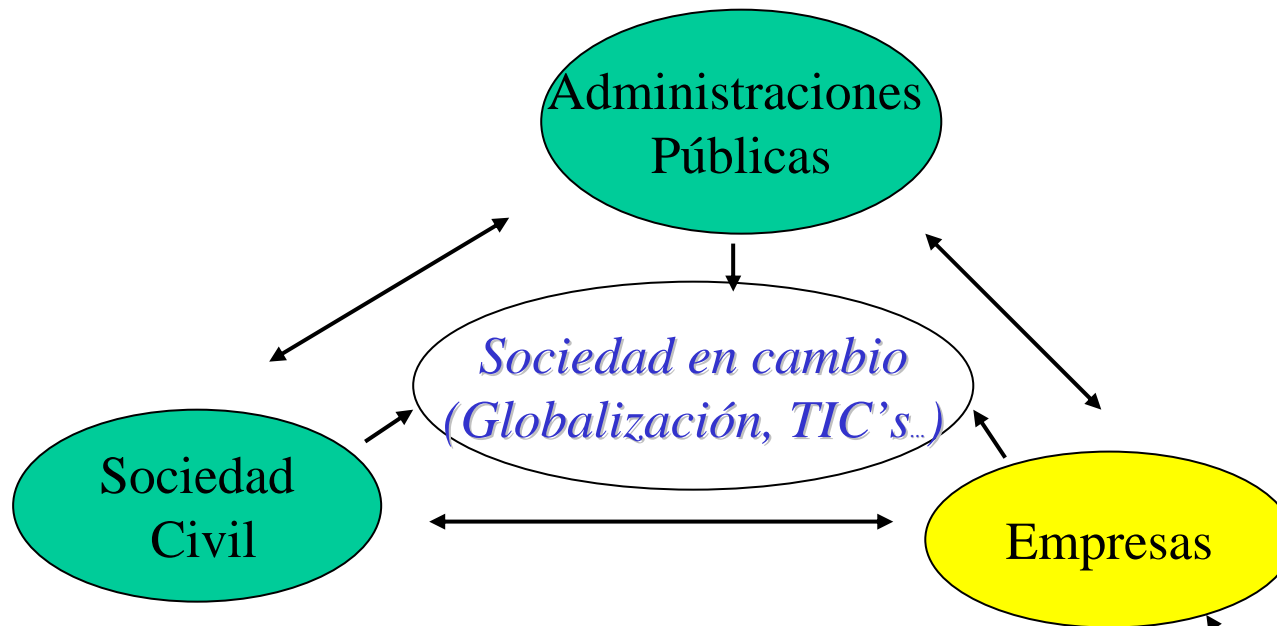 Administraciones
Públicas
Sociedad en cambio
(Globalización, TIC’s...)
Sociedad
Civil
Empresas